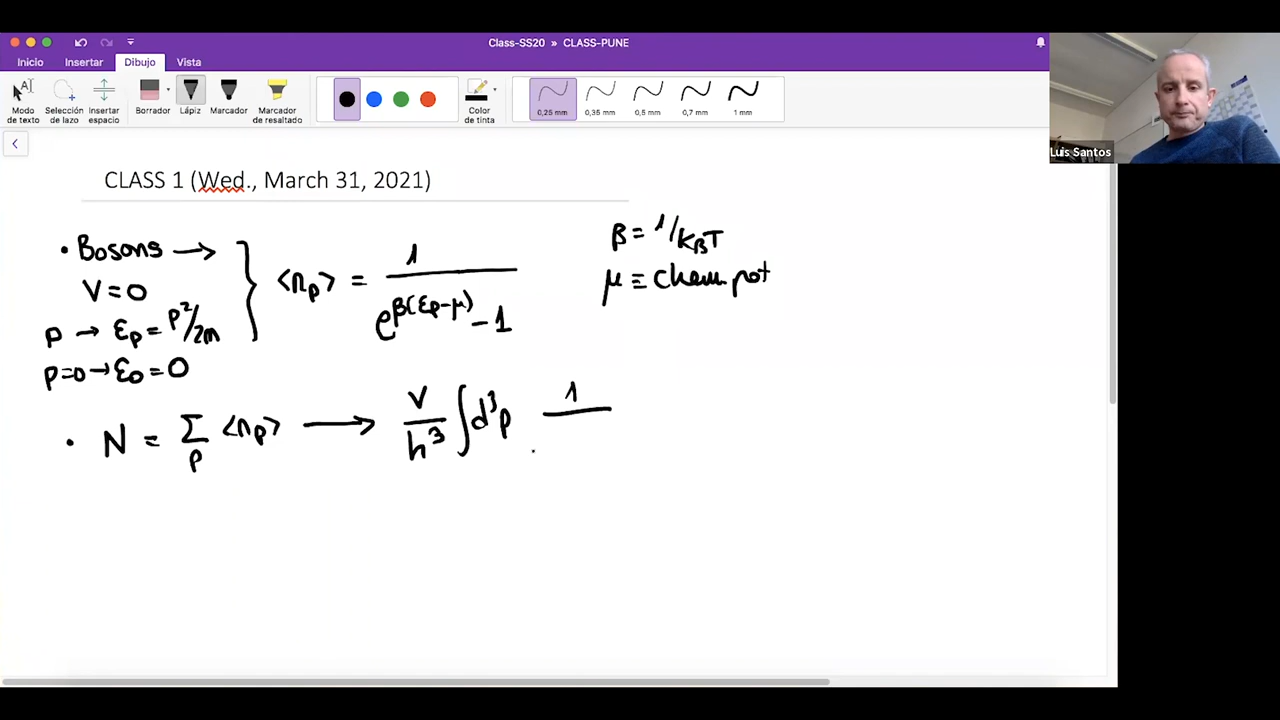 Class-SS20 » CLASS-PUNE
Inicio Insertar Dibujo Vista
Modo de texto
Selección de lazo
Insertar espacio
Borrador
Lápiz
Marcador
Marcador de resaltado
Color de tinta
0,25 mm 0,35 mm 0,5 mm 0,7 mm 1 mm
Luis Santos
CLASS 1 (Wed., March 31, 2021)
• Bosons →
V = 0
p → εp = p²/2m
p=0 → ε0 = 0
} ⟨np⟩ = 1 / e^β(εp-μ) - 1
β = 1/KBT
μ ≡ chem. pot
• N = Σp ⟨np⟩ → V/h³ ∫d³p 1